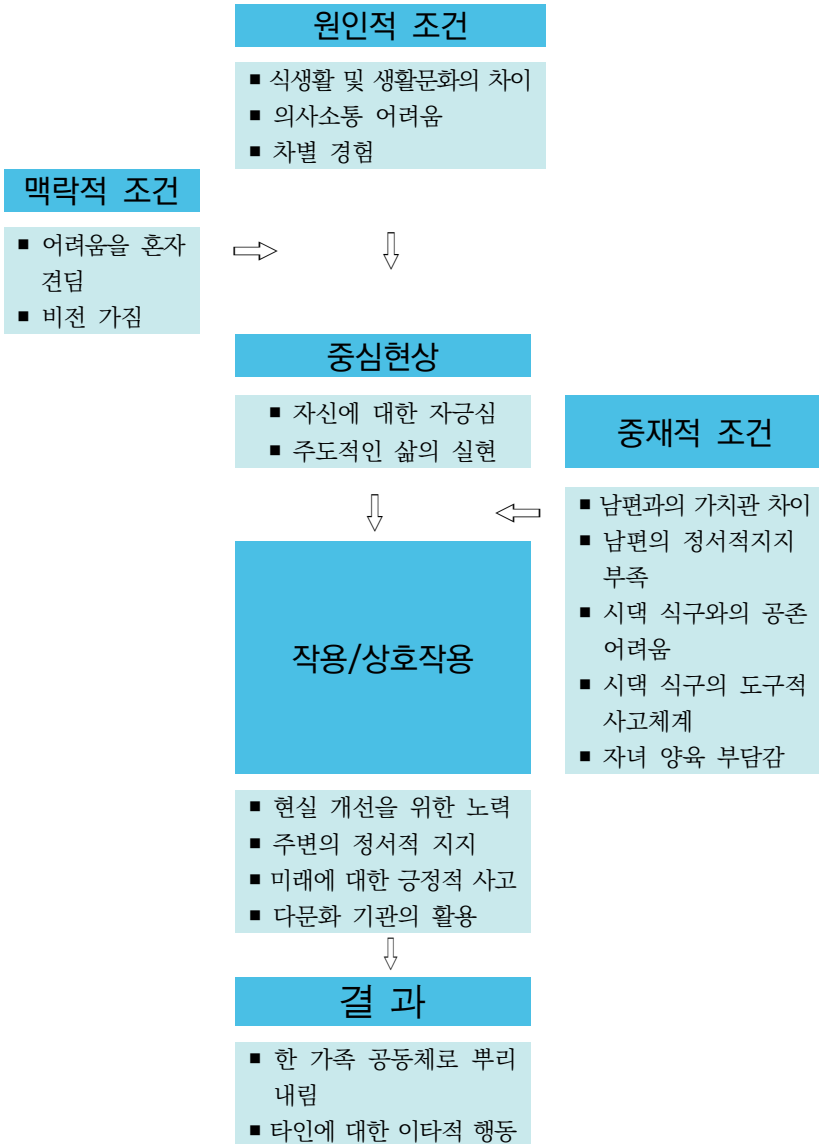 원인적 조건
■ 식생활 및 생활문화의 차이
■ 의사소통 어려움
■ 차별 경험
맥락적 조건
■ 어려움을 혼자
견딤
■ 비전 가짐
중심현상
■ 자신에 대한 자긍심
■ 주도적인 삶의 실현
중재적 조건
■ 남편과의 가치관 차이
■ 남편의 정서적지지
부족
■ 시댁 식구와의 공존
어려움
■ 시댁 식구의 도구적
사고체계
■ 자녀 양육 부담감
작용/상호작용
■ 현실 개선을 위한 노력
■ 주변의 정서적 지지
■ 미래에 대한 긍정적 사고
■ 다문화 기관의 활용
결 과
■ 한 가족 공동체로 뿌리
내림
■ 타인에 대한 이타적 행동